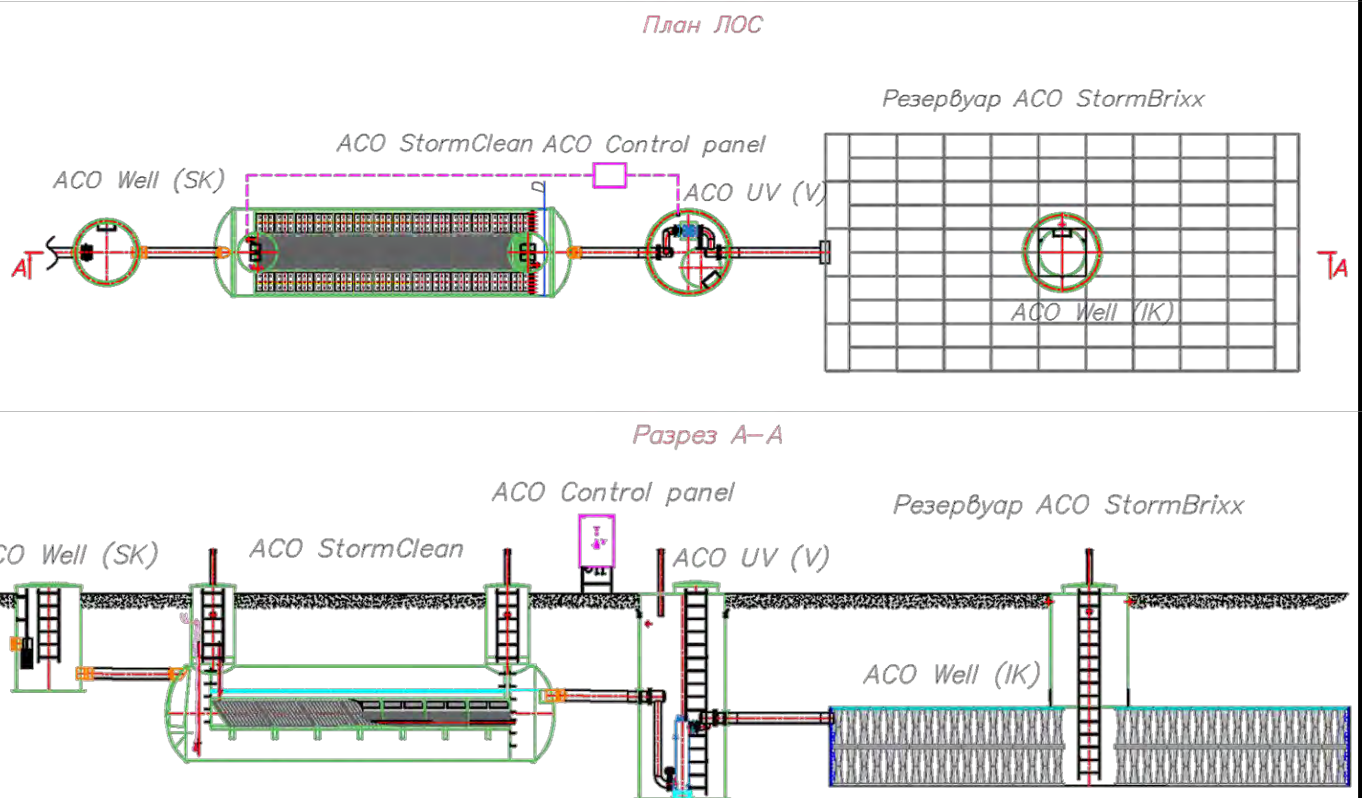 План ЛОС
Резервуар ACO StormBrixx
ACO StormClean ACO Control panel
ACO Well (SK)
ACO UV (V)
А
А
ACO Well (IK)
Разрез А-А
ACO Control panel
Резервуар ACO StormBrixx
CO Well (SK)
ACO StormClean
ACO UV (V)
ACO Well (IK)